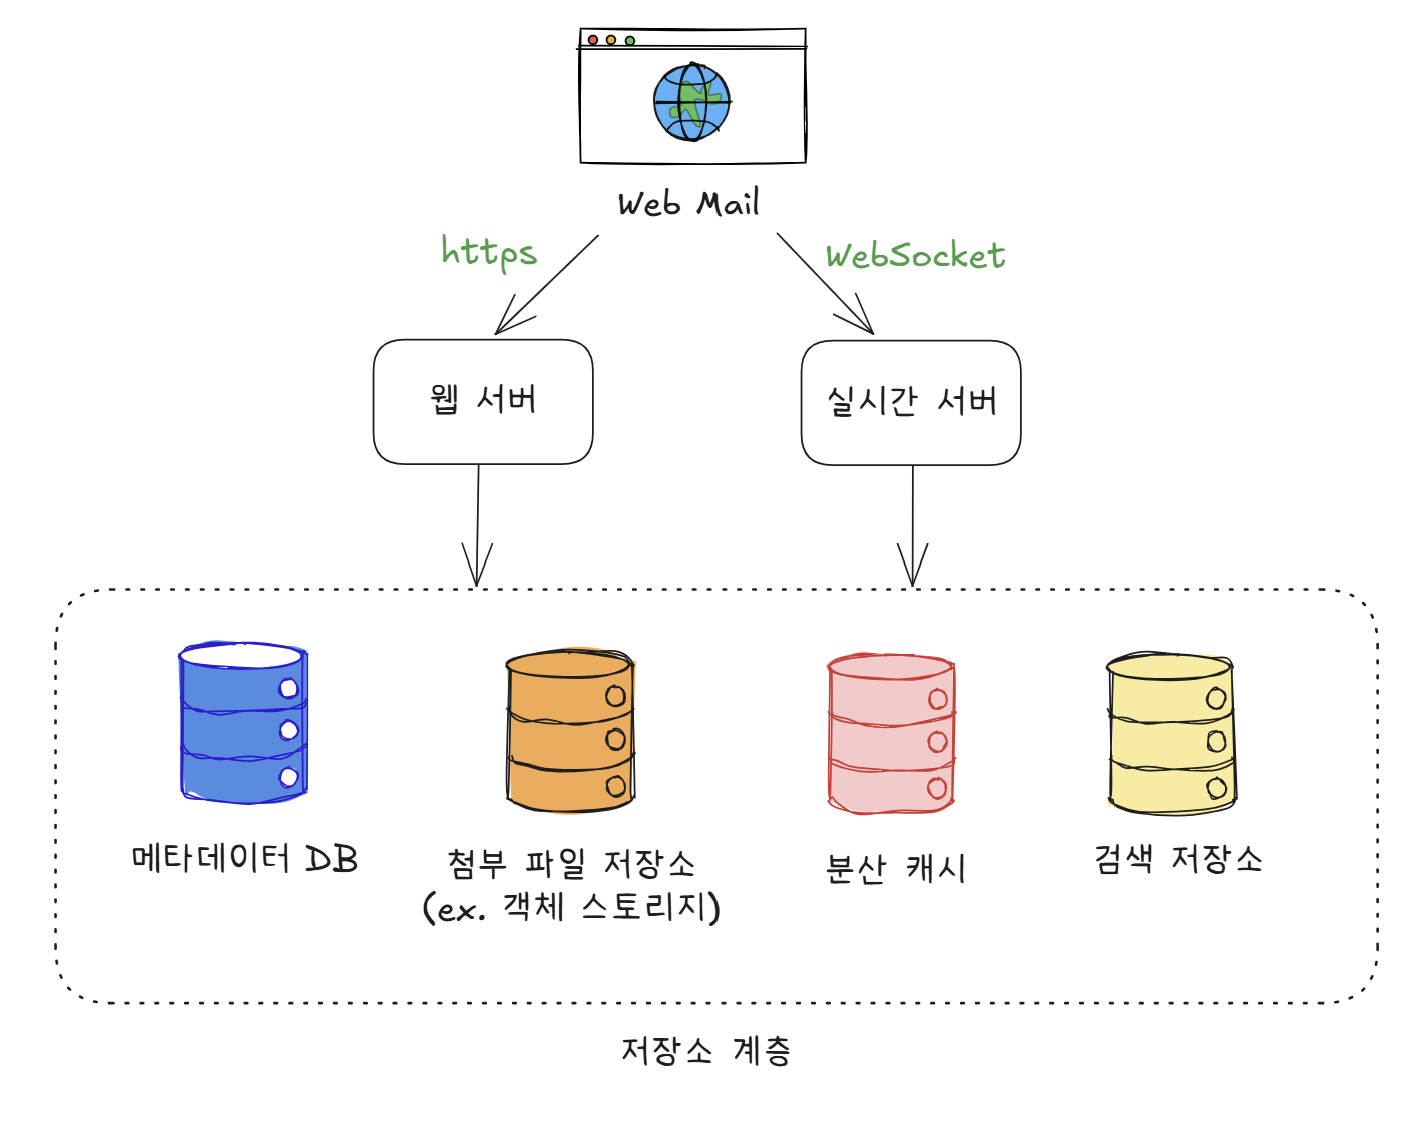 Web Mail
https
WebSocket
웹 서버
실시간 서버
메타데이터 DB
첨부 파일 저장소
(ex. 객체 스토리지)
분산 캐시
검색 저장소
저장소 계층